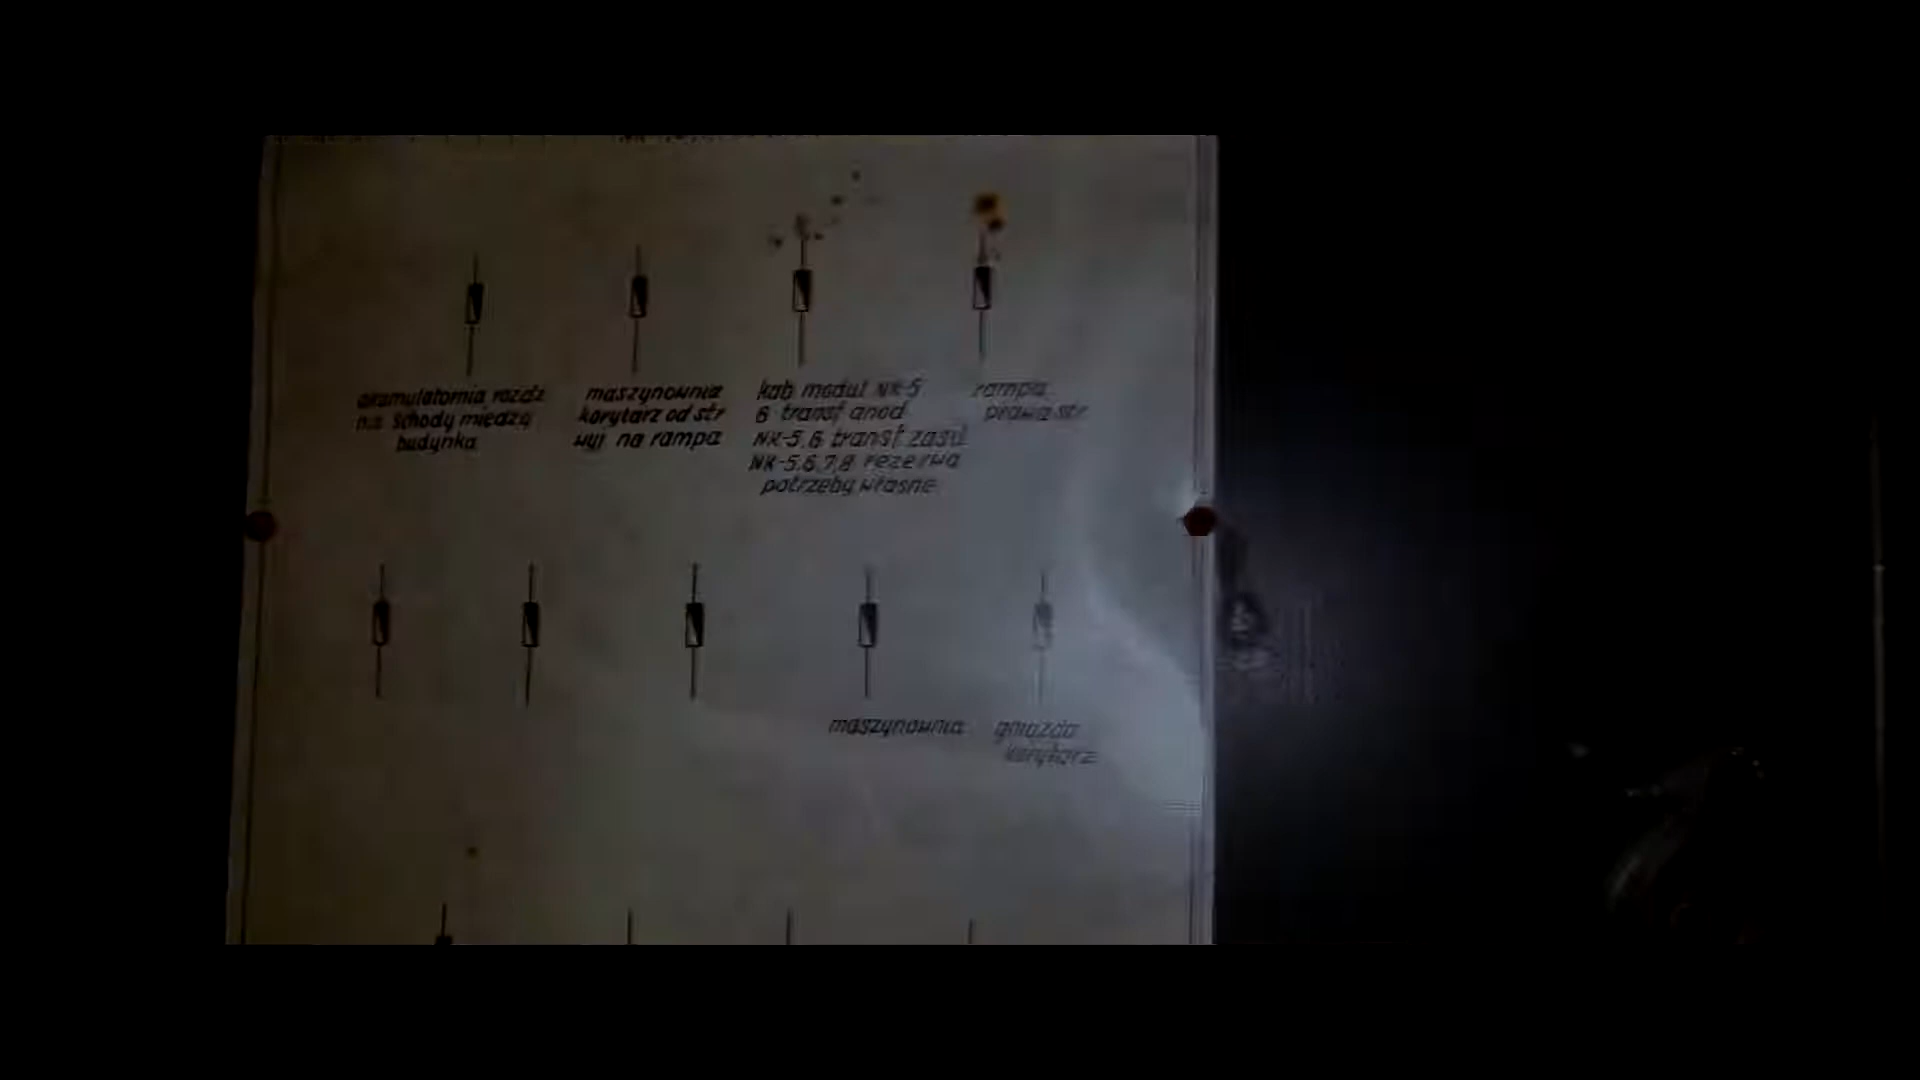 akumulatornia rozdz
n.n. schody między
budynka
maszynownia
korytarz od str
wyj na rampa
kab moduł NK-5
6 transf anod
NK-5,6 transf zasil
NK-5,6,7,8 rezerwa
potrzeby własne
rampa
prawa str
maszynownia
gniazda
korytarz